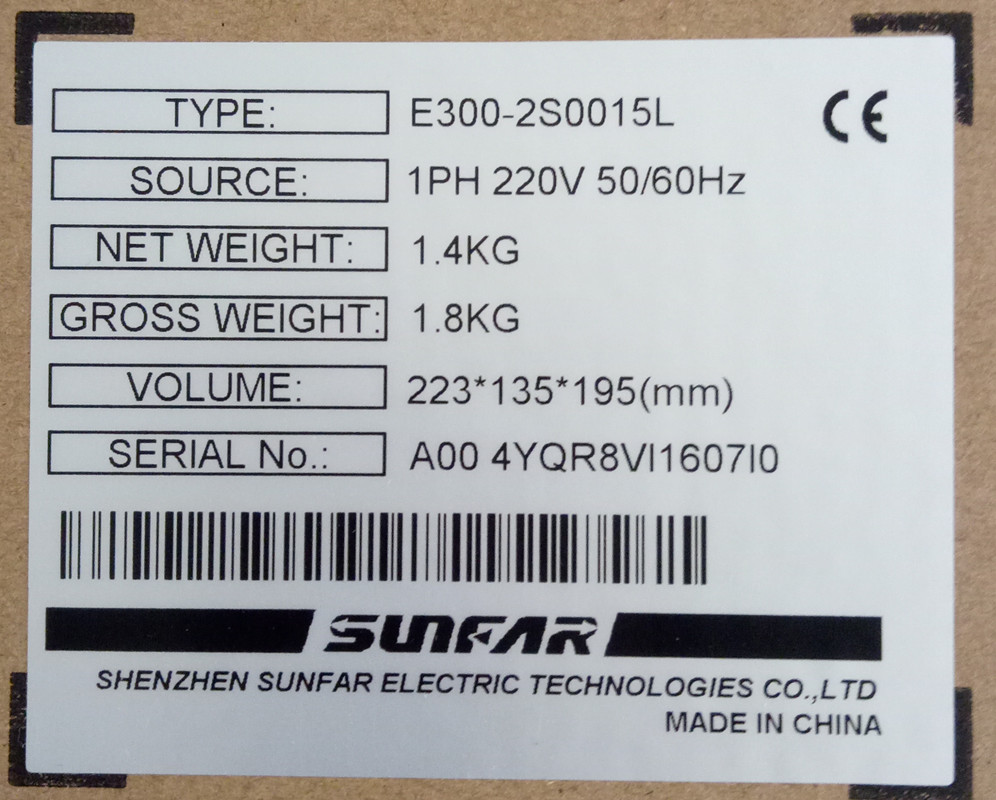 TYPE: E300-2S0015L CE
SOURCE: 1PH 220V 50/60Hz
NET WEIGHT: 1.4KG
GROSS WEIGHT: 1.8KG
VOLUME: 223*135*195(mm)
SERIAL No.: A00 4YQR8VI1607I0
SUNFAR
SHENZHEN SUNFAR ELECTRIC TECHNOLOGIES CO.,LTD
MADE IN CHINA